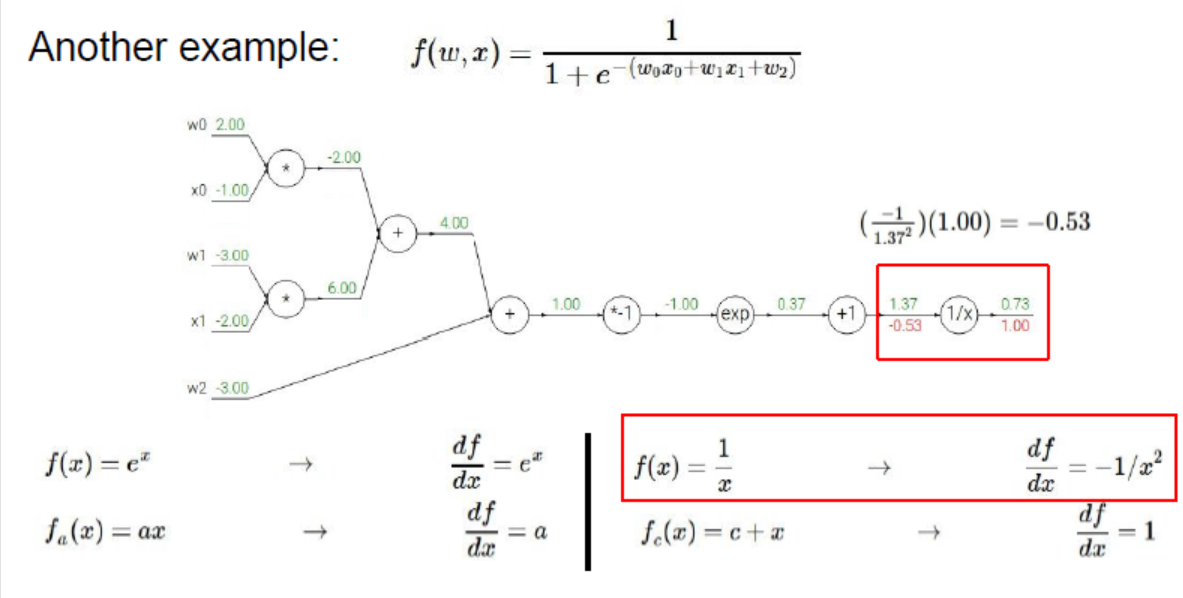 Another example: f(w, x) = 1 / (1 + e^−(w₀x₀+w₁x₁+w₂))
w0 2.00
* -2.00
x0 -1.00
+ 4.00
(−1/1.37²)(1.00) = −0.53
w1 -3.00
* 6.00
x1 -2.00
+ 1.00 *-1 -1.00 exp 0.37 +1 1.37 1/x 0.73
-0.53 1.00
w2 -3.00
f(x) = eˣ → df/dx = eˣ
f(x) = 1/x → df/dx = −1/x²
fₐ(x) = ax → df/dx = a
f꜀(x) = c + x → df/dx = 1